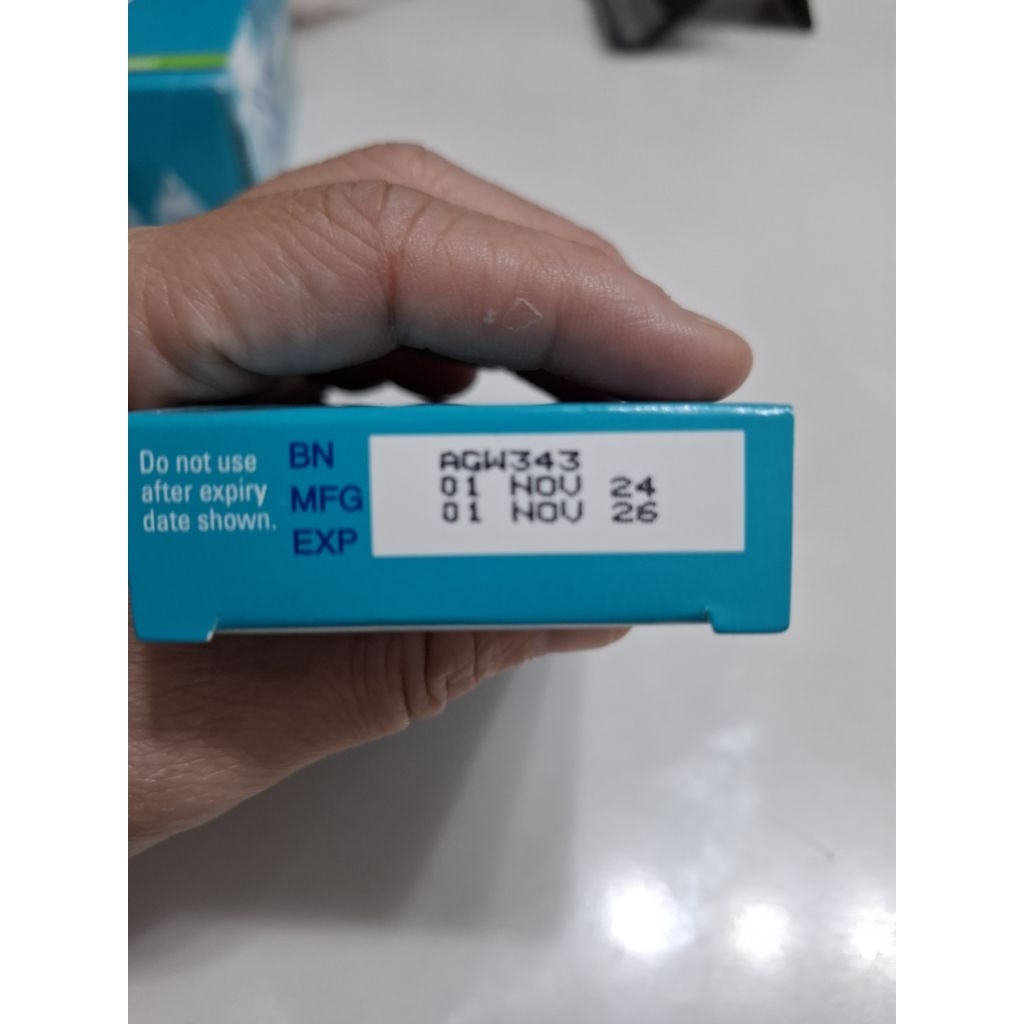 Do not use
after expiry
date shown.
BN AGW343
MFG 01 NOV 24
EXP 01 NOV 26